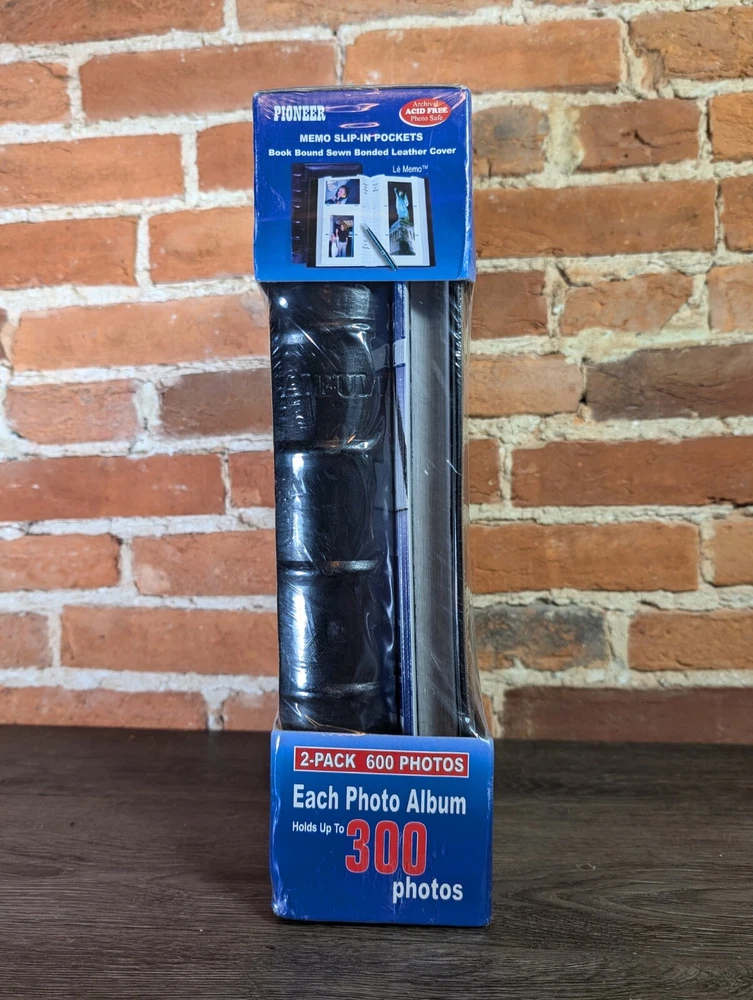 PIONEER
Archival
ACID FREE
Photo Safe
MEMO SLIP-IN POCKETS
Book Bound Sewn Bonded Leather Cover
Lé Memo™
2-PACK 600 PHOTOS
Each Photo Album
Holds Up To 300
photos